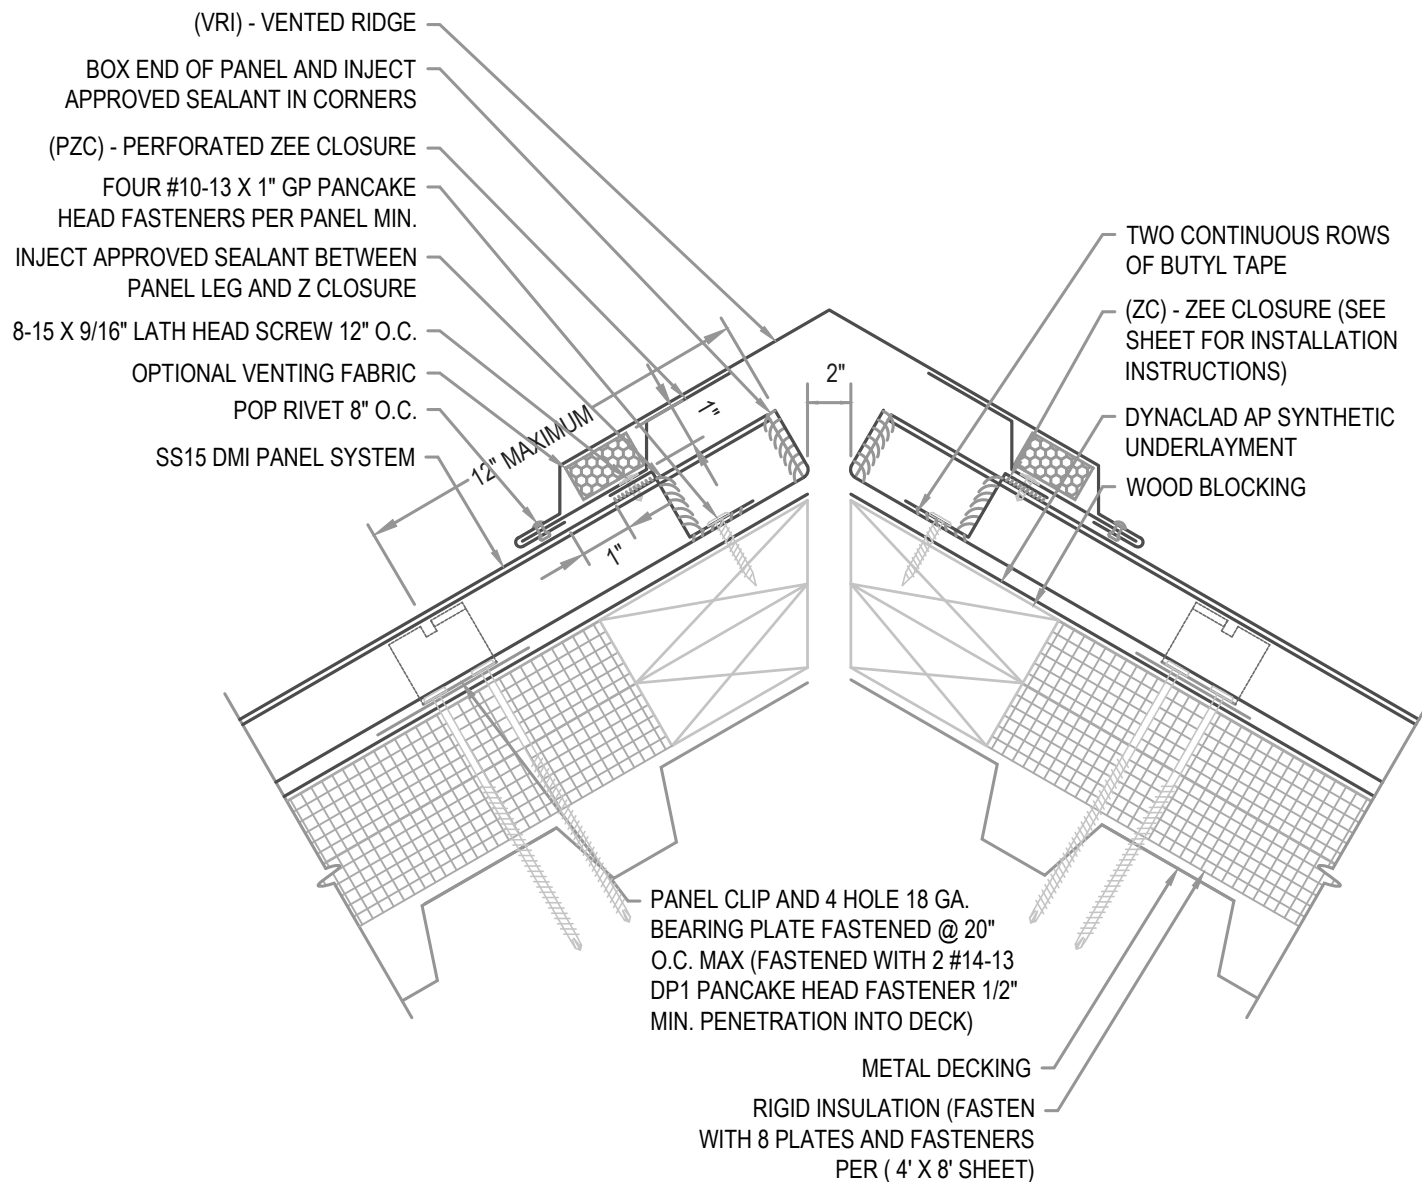 (VRI) - VENTED RIDGE
BOX END OF PANEL AND INJECT
APPROVED SEALANT IN CORNERS
(PZC) - PERFORATED ZEE CLOSURE
FOUR #10-13 X 1" GP PANCAKE
HEAD FASTENERS PER PANEL MIN.
INJECT APPROVED SEALANT BETWEEN
PANEL LEG AND Z CLOSURE
8-15 X 9/16" LATH HEAD SCREW 12" O.C.
OPTIONAL VENTING FABRIC
POP RIVET 8" O.C.
SS15 DMI PANEL SYSTEM
12" MAXIMUM
1"
1"
2"
TWO CONTINUOUS ROWS
OF BUTYL TAPE
(ZC) - ZEE CLOSURE (SEE
SHEET FOR INSTALLATION
INSTRUCTIONS)
DYNACLAD AP SYNTHETIC
UNDERLAYMENT
WOOD BLOCKING
PANEL CLIP AND 4 HOLE 18 GA.
BEARING PLATE FASTENED @ 20"
O.C. MAX (FASTENED WITH 2 #14-13
DP1 PANCAKE HEAD FASTENER 1/2"
MIN. PENETRATION INTO DECK)
METAL DECKING
RIGID INSULATION (FASTEN
WITH 8 PLATES AND FASTENERS
PER ( 4' X 8' SHEET)